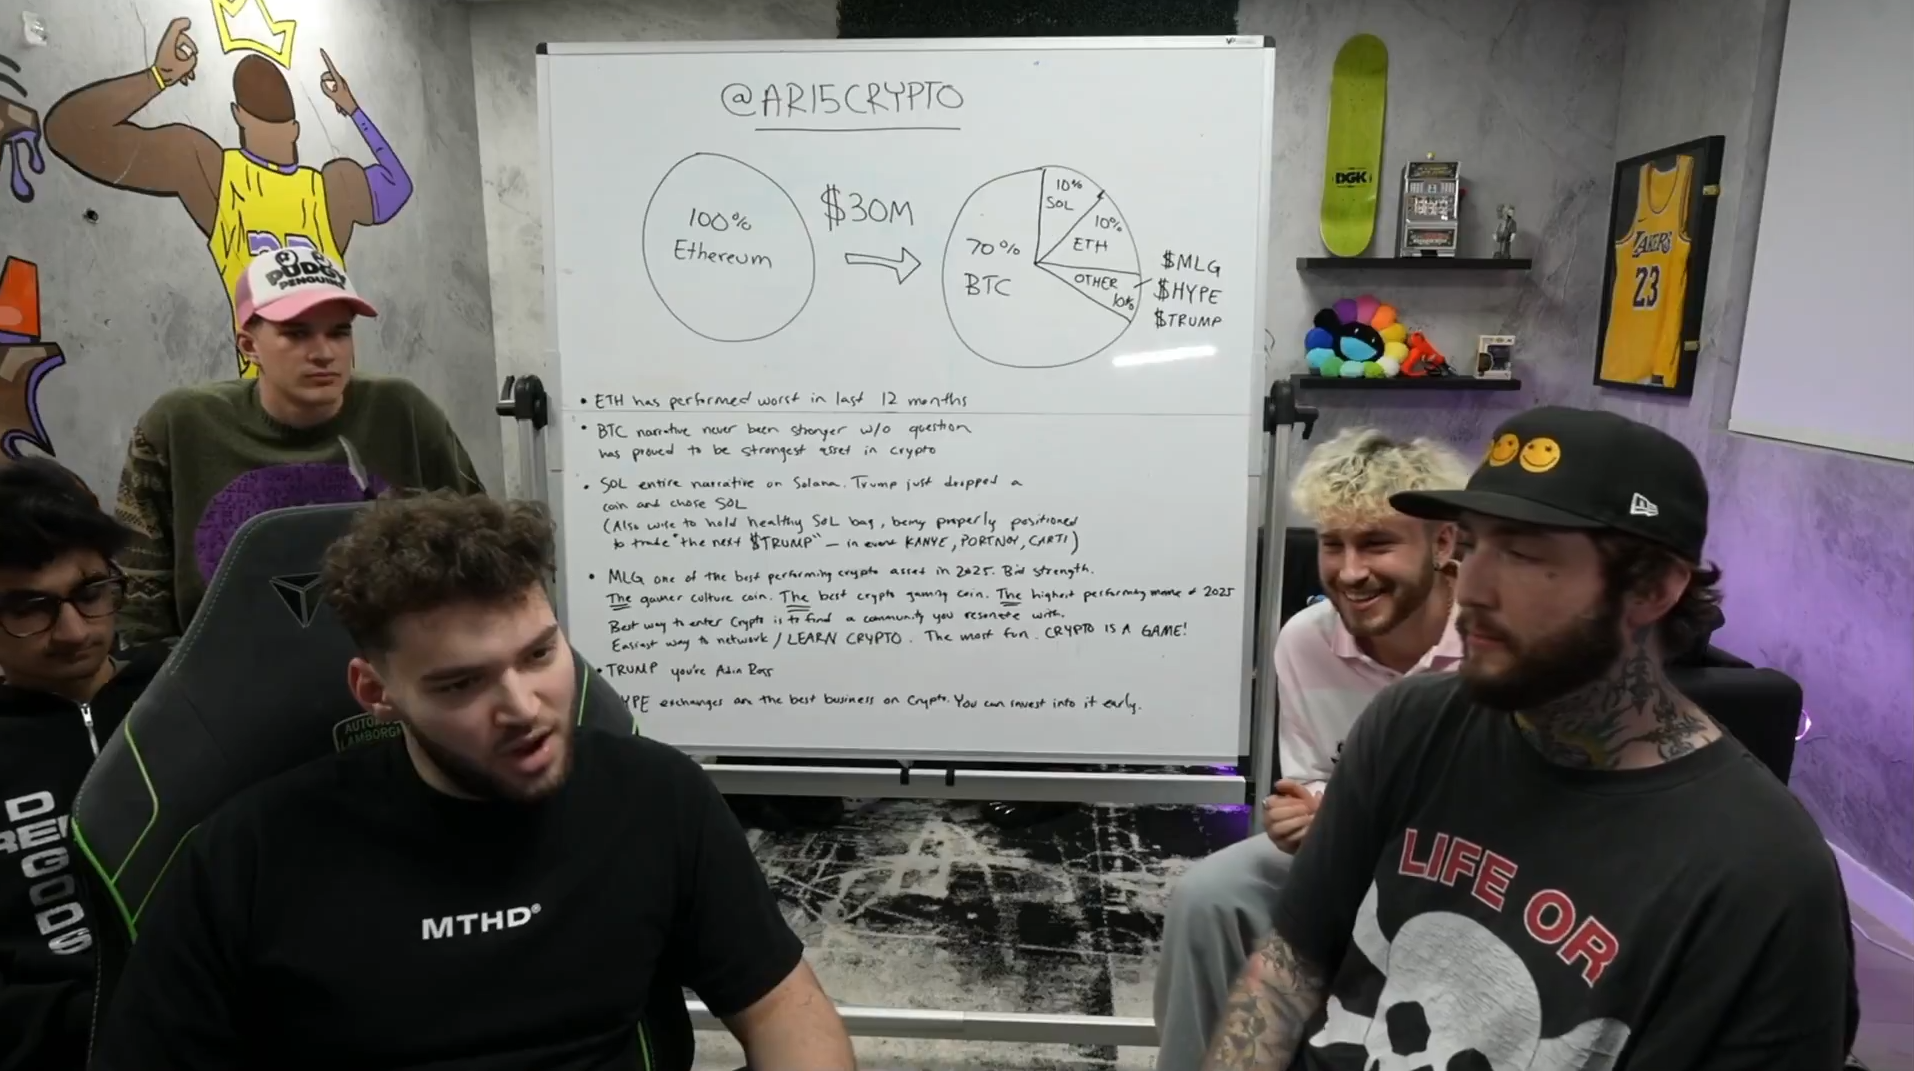 @AR15CRYPTO
100%
Ethereum
$30M
70%
BTC
10%
SOL
10%
ETH
OTHER
10%
$MLG
$HYPE
$TRUMP
• ETH has performed worst in last 12 months
• BTC narrative never been stronger w/o question
has proved to be strongest asset in crypto
• SOL entire narrative on Solana. Trump just dropped a
coin and chose SOL
(Also wise to hold healthy SOL bag, being properly positioned
to trade "the next $TRUMP" — in event KANYE, PORTNOY, CARTI)
• MLG one of the best performing crypto asset in 2025. Bid strength.
The gamer culture coin. The best crypto gaming coin. The highest performing meme of 2025
Best way to enter Crypto is to find a community you resonate with.
Easiest way to network / LEARN CRYPTO. The most fun. CRYPTO IS A GAME!
• TRUMP you're Adin Ross
YPE exchanges are the best business on Crypto. You can invest into it early.
PUDGY
PENGUINS
DGK
LAKERS
23
AUTOMOBILI
LAMBORGH
DE
GODS
MTHD®
LIFE OR